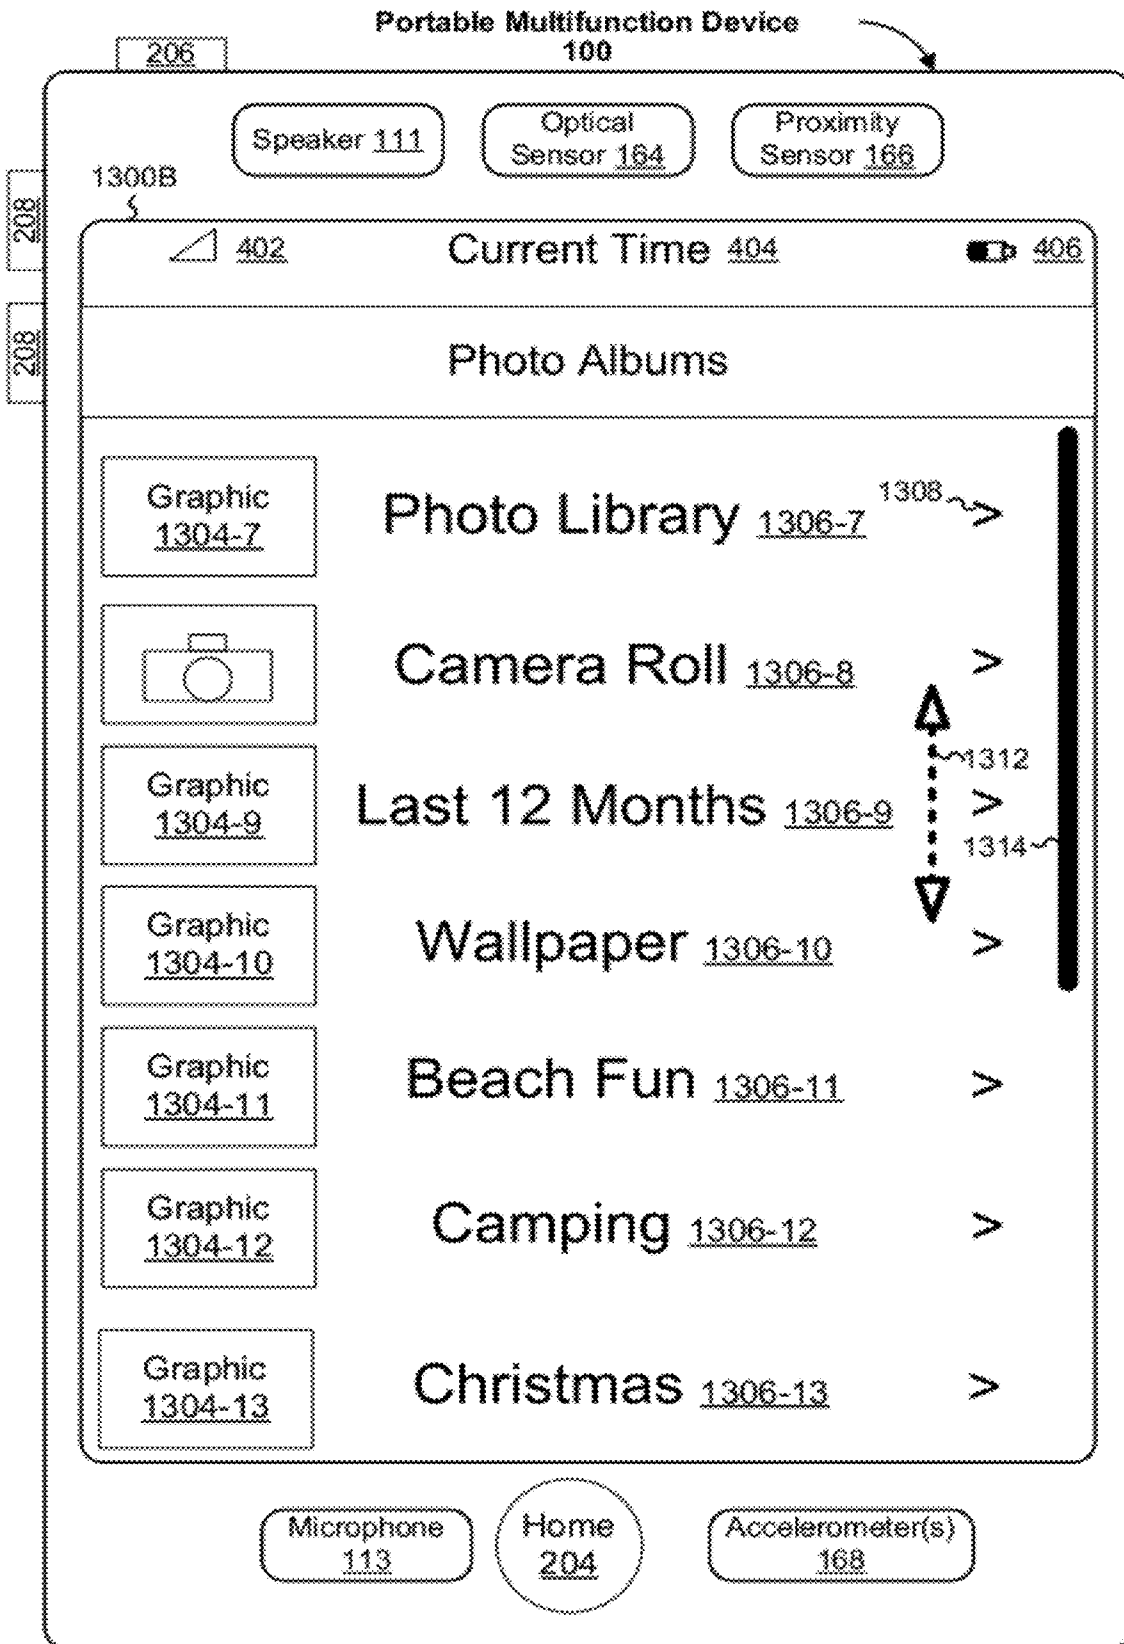 Portable Multifunction Device
100
206
Speaker 111
Optical
Sensor 164
Proximity
Sensor 166
1300B
208
208
402
Current Time 404
406
Photo Albums
Graphic
1304-7
Photo Library 1306-7
1308
>
Camera Roll 1306-8
>
1312
Graphic
1304-9
Last 12 Months 1306-9
>
1314
Graphic
1304-10
Wallpaper 1306-10
>
Graphic
1304-11
Beach Fun 1306-11
>
Graphic
1304-12
Camping 1306-12
>
Graphic
1304-13
Christmas 1306-13
>
Microphone
113
Home
204
Accelerometer(s)
168